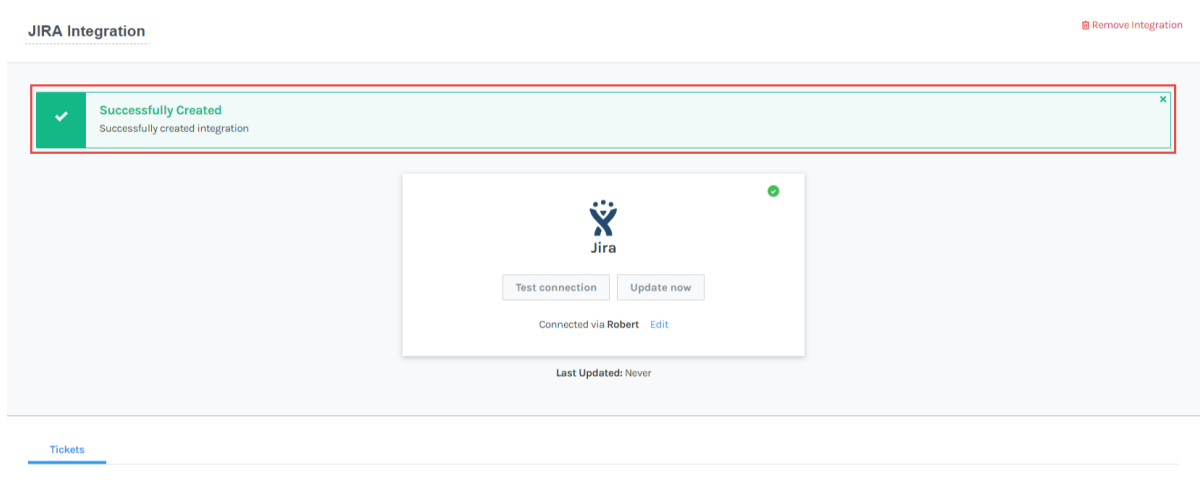 JIRA Integration
Remove Integration
Successfully Created
Successfully created integration
Jira
Test connection
Update now
Connected via Robert Edit
Last Updated: Never
Tickets